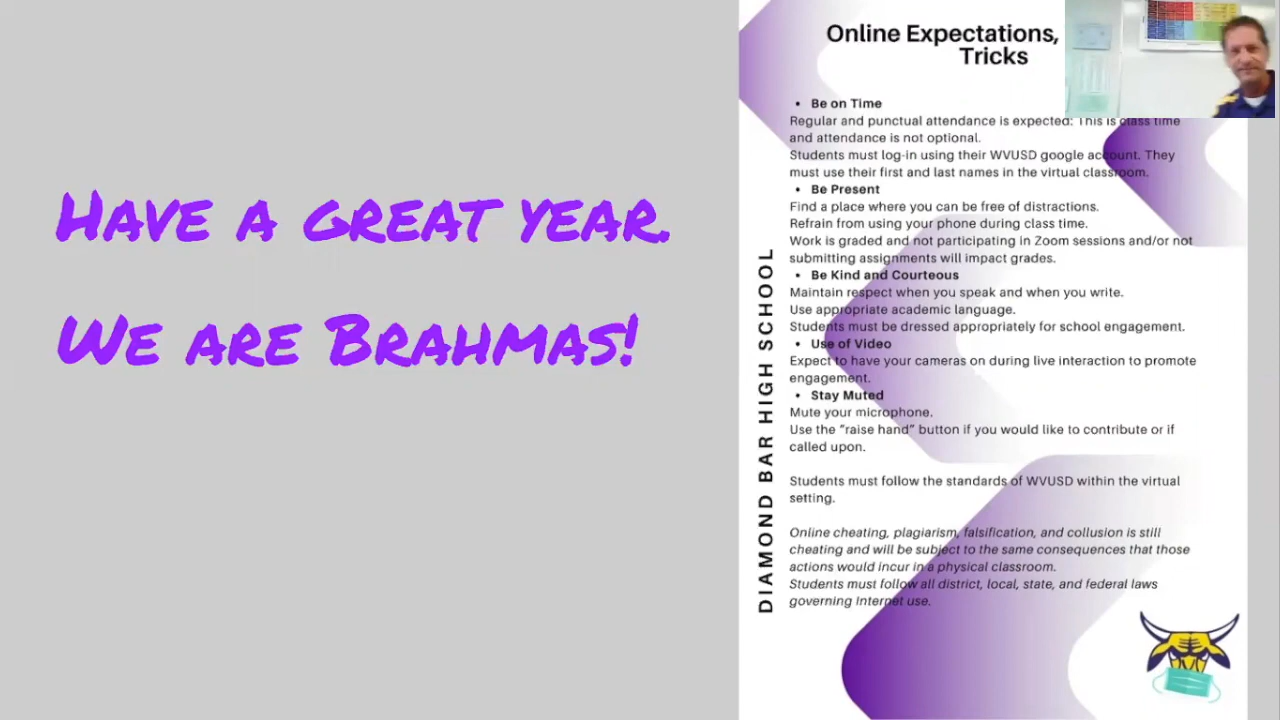 Have a great year.
We are Brahmas!
Online Expectations,
Tricks
DIAMOND BAR HIGH SCHOOL
• Be on Time
Regular and punctual attendance is expected: This is class time
and attendance is not optional.
Students must log-in using their WVUSD google account. They
must use their first and last names in the virtual classroom.
• Be Present
Find a place where you can be free of distractions.
Refrain from using your phone during class time.
Work is graded and not participating in Zoom sessions and/or not
submitting assignments will impact grades.
• Be Kind and Courteous
Maintain respect when you speak and when you write.
Use appropriate academic language.
Students must be dressed appropriately for school engagement.
• Use of Video
Expect to have your cameras on during live interaction to promote
engagement.
• Stay Muted
Mute your microphone.
Use the “raise hand” button if you would like to contribute or if
called upon.
Students must follow the standards of WVUSD within the virtual
setting.
Online cheating, plagiarism, falsification, and collusion is still
cheating and will be subject to the same consequences that those
actions would incur in a physical classroom.
Students must follow all district, local, state, and federal laws
governing Internet use.